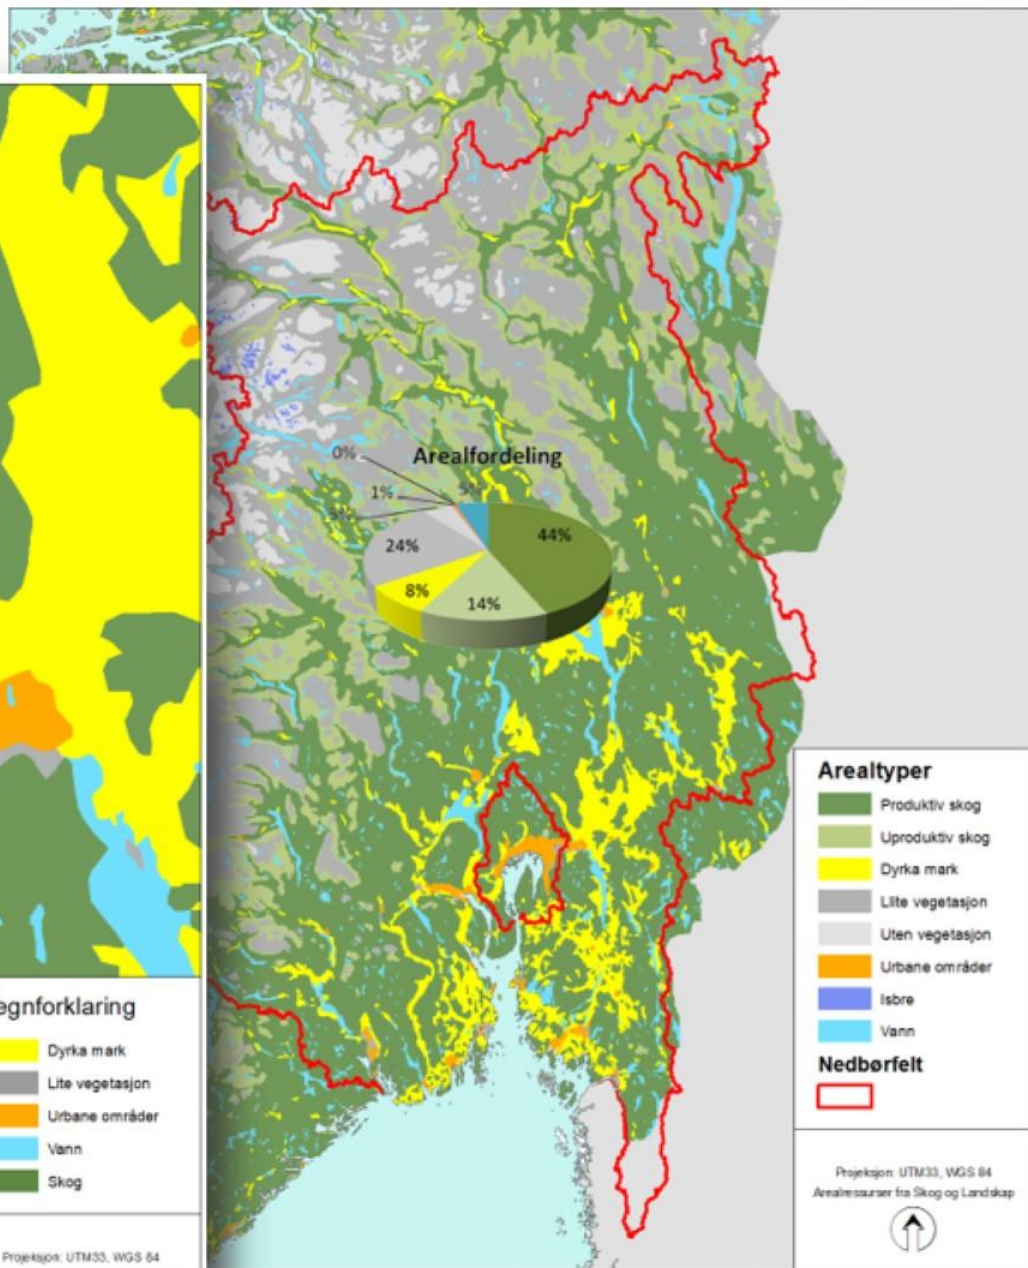 Arealfordeling
0%
5%
1%
44%
24%
8%
14%
Arealtyper
Produktiv skog
Uproduktiv skog
Dyrka mark
Llite vegetasjon
Uten vegetasjon
Urbane områder
Isbre
Vann
Nedbørfelt
Projeksjon: UTM33, WGS 84
Arealressurser fra Skog og Landskap
egnforklaring
Dyrka mark
Lite vegetasjon
Urbane områder
Vann
Skog
Projeksjon: UTM33, WGS 84